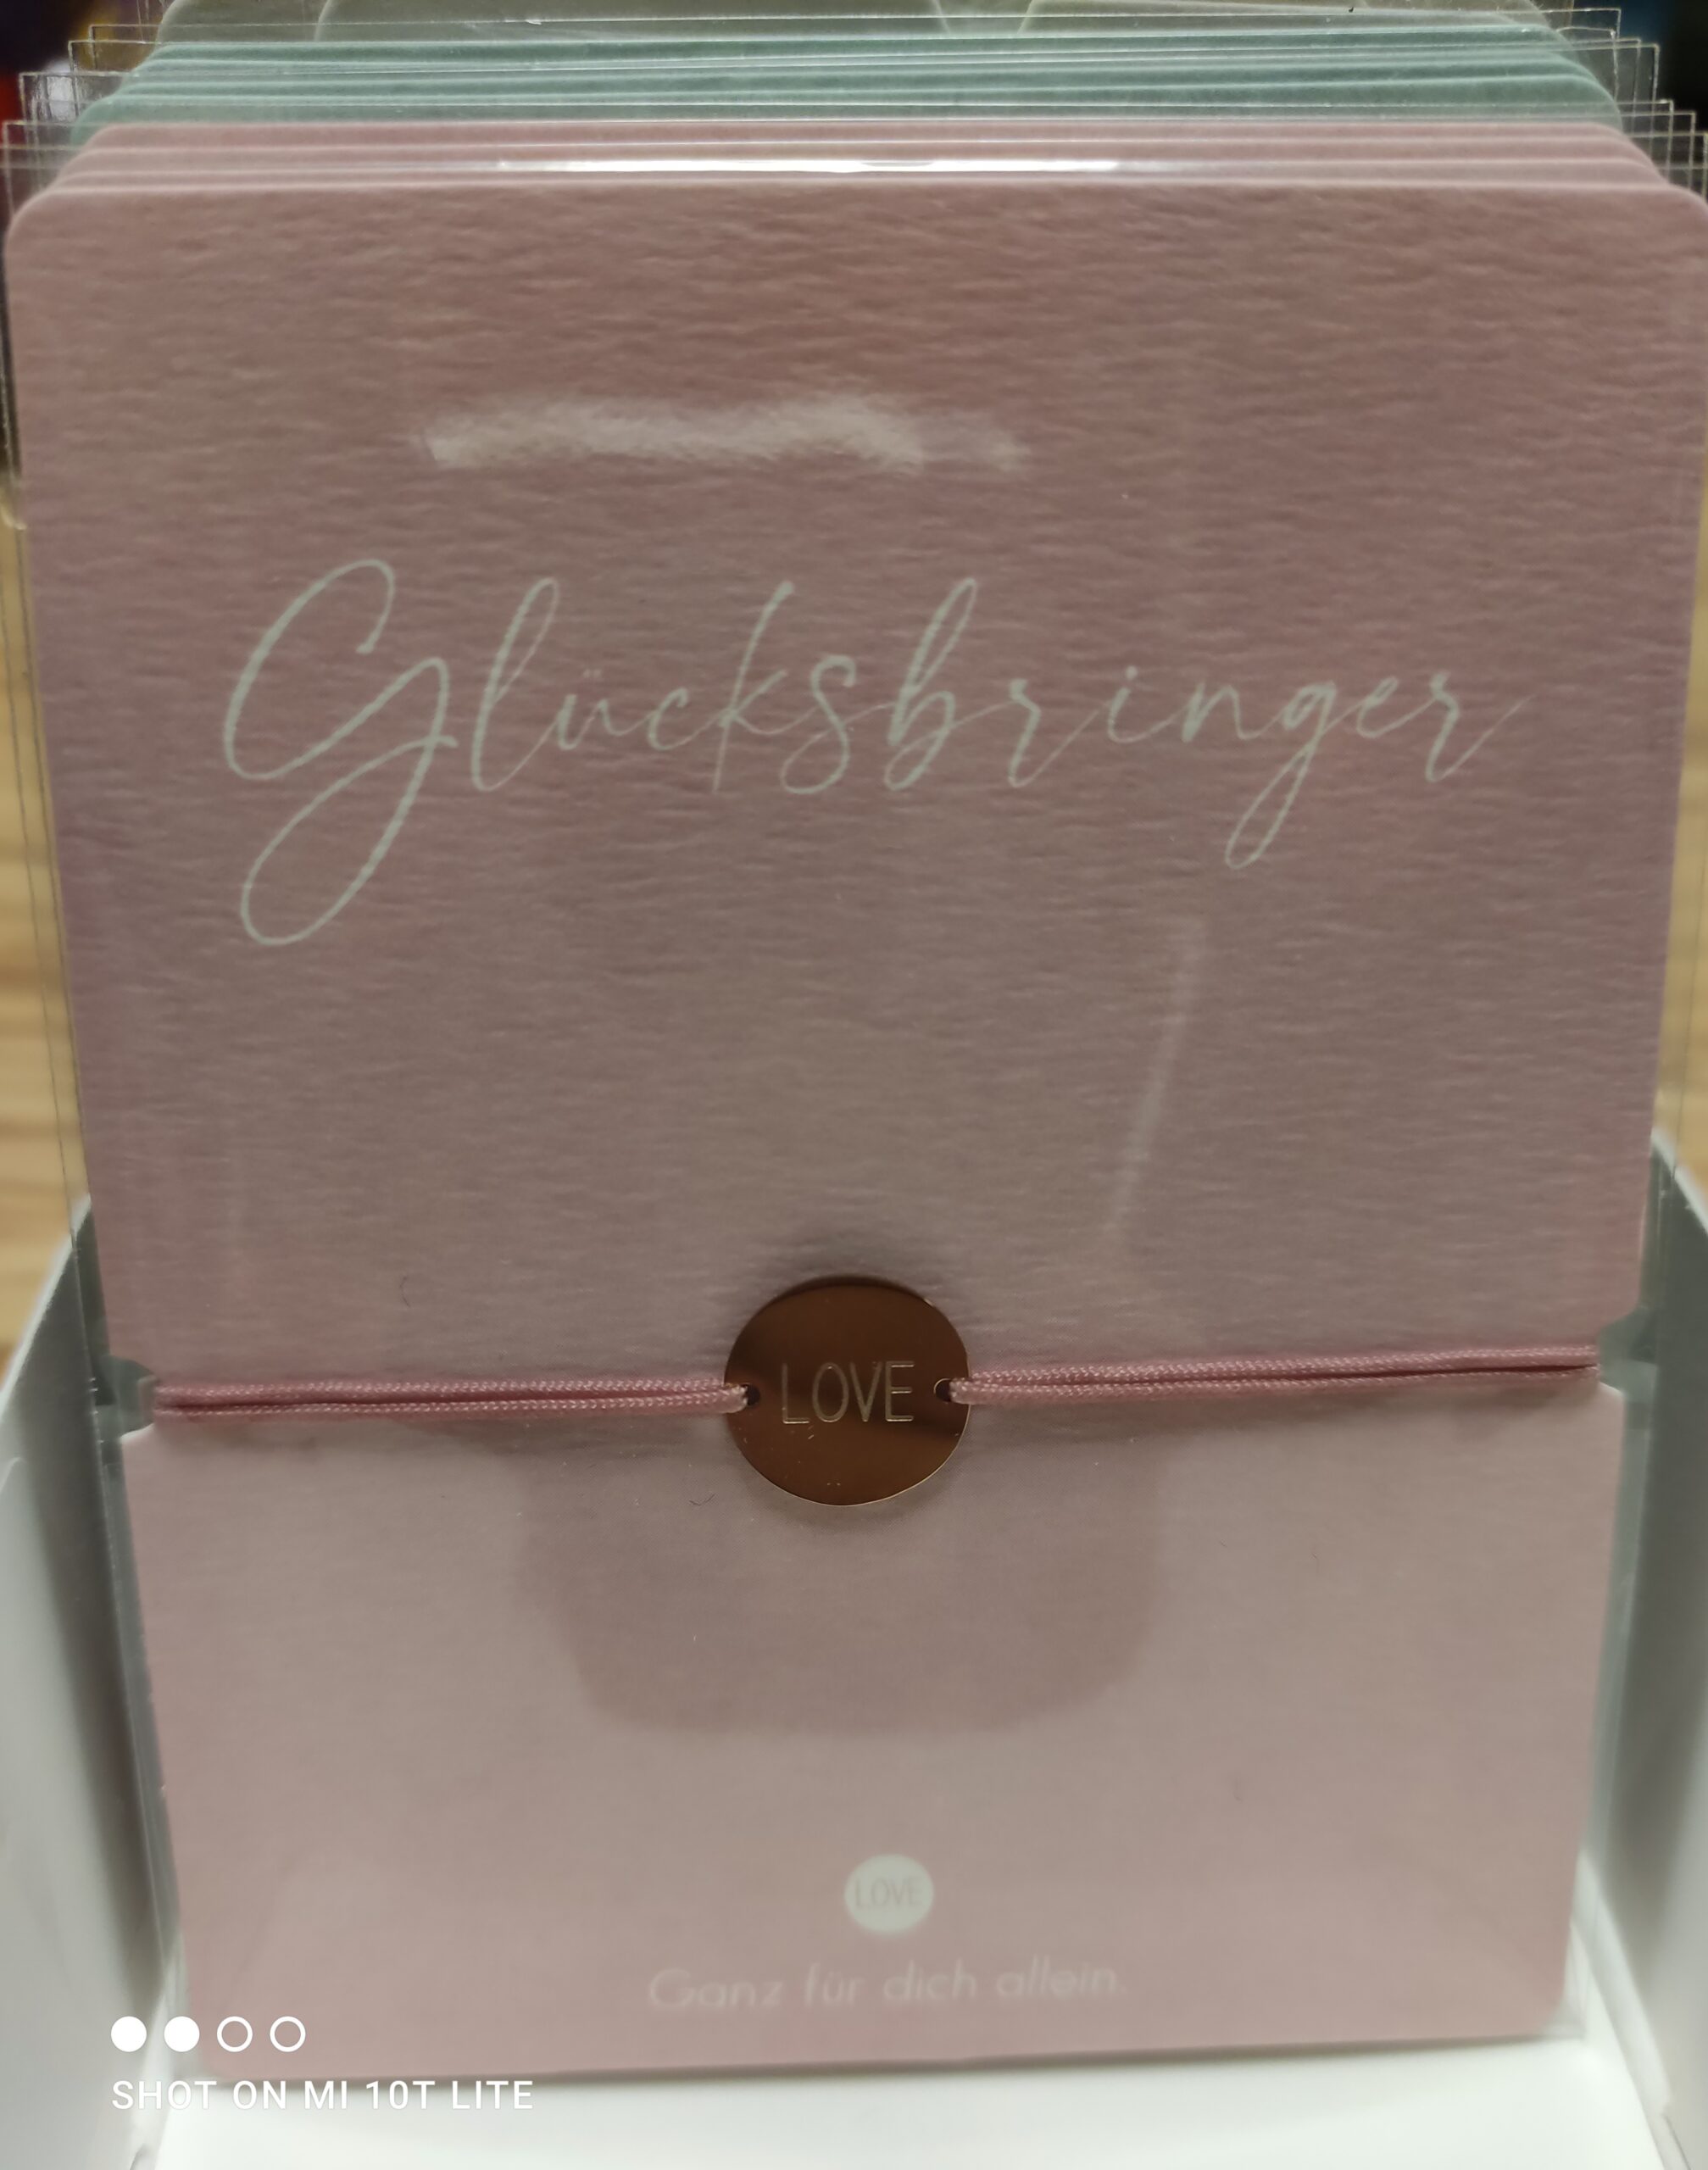 Glücksbringer
LOVE
LOVE
Ganz für dich allein.
SHOT ON MI 10T LITE